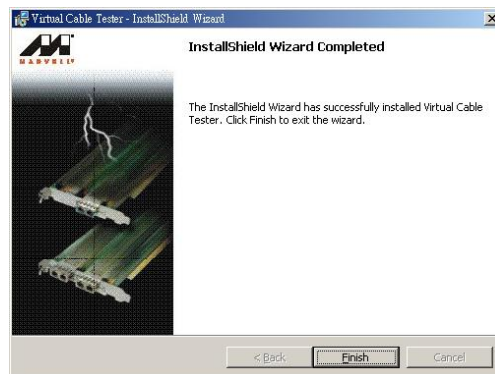 Virtual Cable Tester - InstallShield Wizard
MARVELL
InstallShield Wizard Completed
The InstallShield Wizard has successfully installed Virtual Cable
Tester. Click Finish to exit the wizard.
< Back
Finish
Cancel